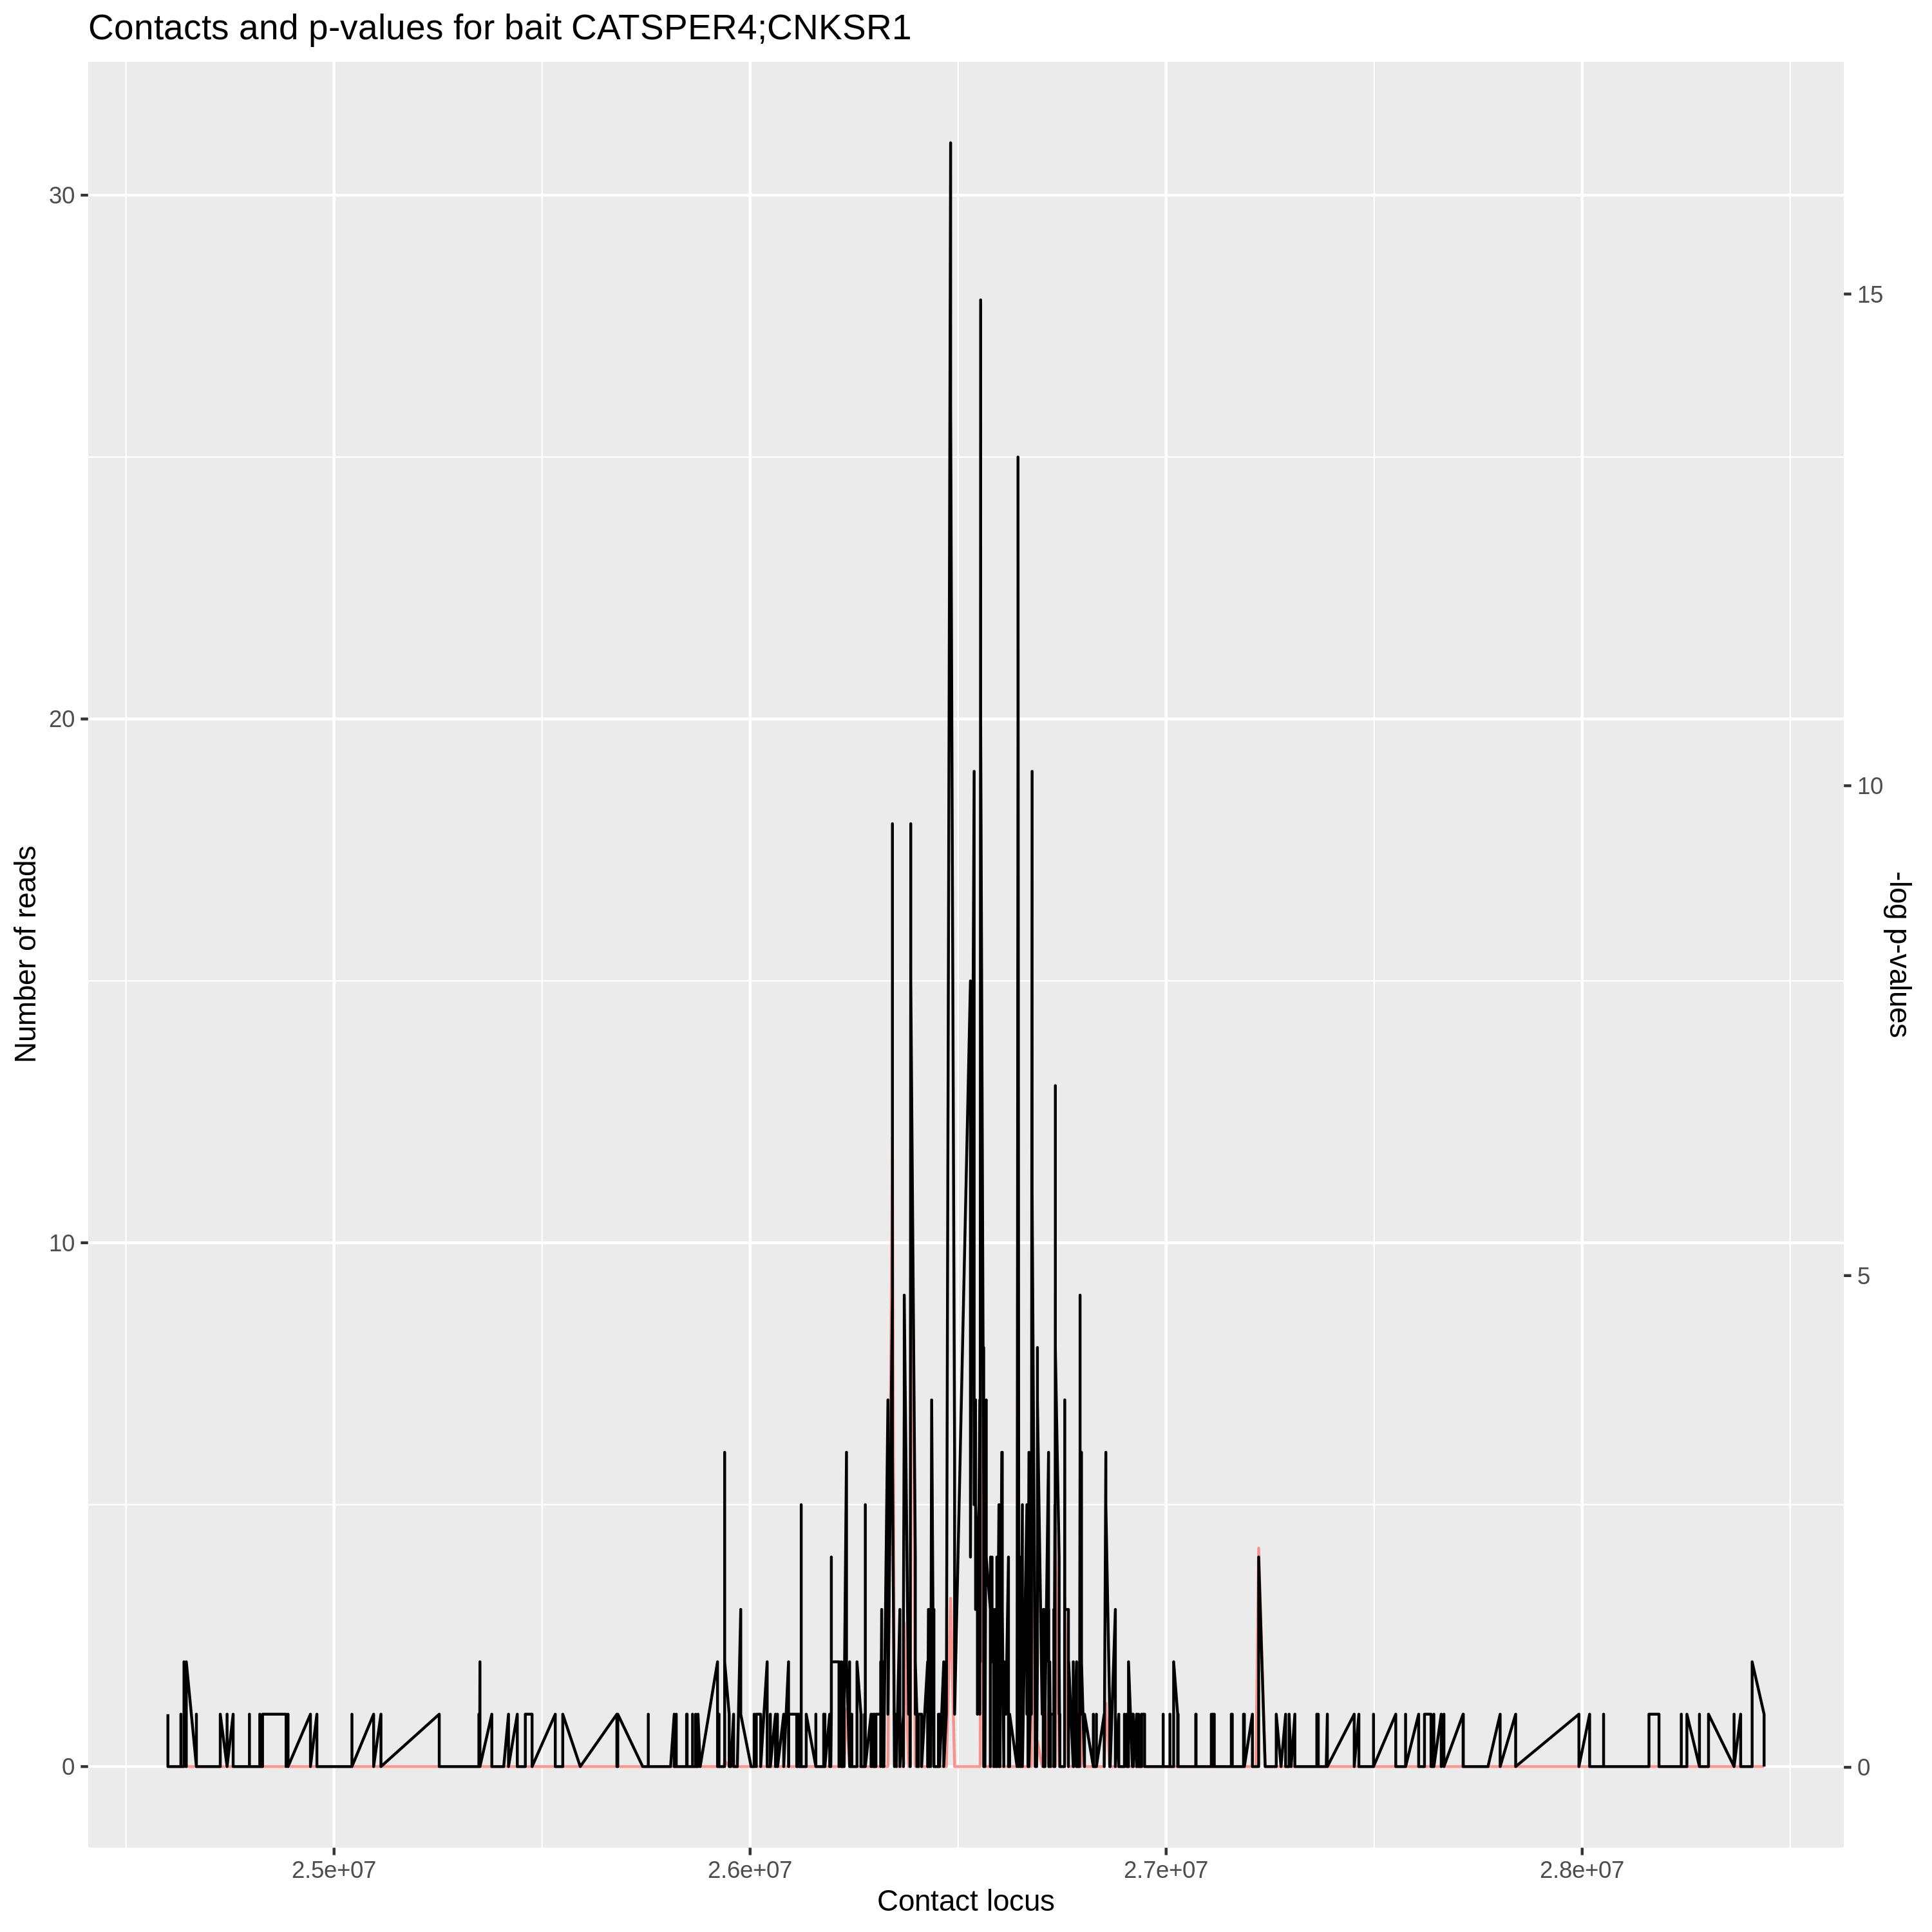 Contacts and p-values for bait CATSPER4;CNKSR1
30
20
10
0
Number of reads
15
10
5
0
-log p-values
2.5e+07
2.6e+07
2.7e+07
2.8e+07
Contact locus